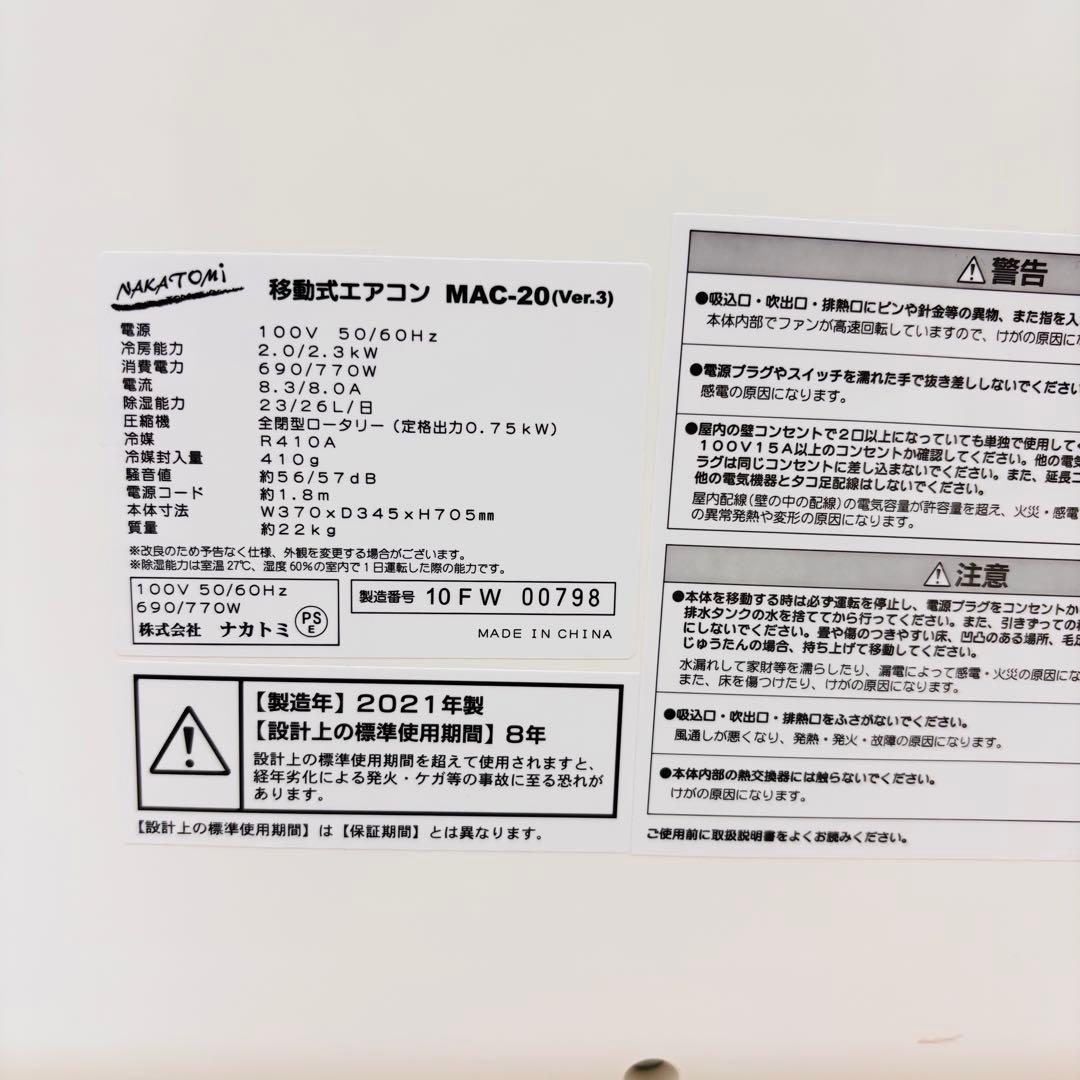 NAKATOMI 移動式エアコン MAC-20(Ver.3)
電源 100V 50/60Hz
冷房能力 2.0/2.3kW
消費電力 690/770W
電流 8.3/8.0A
除湿能力 23/26L/日
圧縮機 全閉型ロータリー(定格出力0.75kW)
冷媒 R410A
冷媒封入量 410g
騒音値 約56/57dB
電源コード 約1.8m
本体寸法 W370xD345xH705mm
質量 約22kg
※改良のため予告なく仕様、外観を変更する場合がございます。
※除湿能力は室温27℃、湿度60%の室内で1日運転した際の能力です。
100V 50/60Hz
690/770W
株式会社 ナカトミ
PS
E
製造番号 10FW 00798
MADE IN CHINA
【製造年】2021年製
【設計上の標準使用期間】8年
設計上の標準使用期間を超えて使用されますと、
経年劣化による発火・ケガ等の事故に至る恐れが
あります。
【設計上の標準使用期間】は【保証期間】とは異なります。
警告
●吸込口・吹出口・排熱口にピンや針金等の異物、また指を入
本体内部でファンが高速回転していますので、けがの原因に
●電源プラグやスイッチを濡れた手で抜き差ししないでください
感電の原因になります。
●屋内の壁コンセントで2口以上になっていても単独で使用して
100V15A以上のコンセントか確認してください。他の電気
ラグは同じコンセントに差し込まないでください。また、延長コ
他の電気機器とタコ足配線はしないでください。
屋内配線(壁の中の配線)の電気容量が許容量を超え、火災・感電
の異常発熱や変形の原因になります。
注意
●本体を移動する時は必ず運転を停止し、電源プラグをコンセントか
排水タンクの水を捨ててから行ってください。また、引きずっての
にしないでください。畳や傷のつきやすい床、凹凸のある場所、毛足
じゅうたんの場合、持ち上げて移動してください。
水漏れして家財等を濡らしたり、漏電によって感電・火災の原因に
また、床を傷つけたり、けがの原因になります。
●吸込口・吹出口・排熱口をふさがないでください。
風通しが悪くなり、発熱・発火・故障の原因になります。
●本体内部の熱交換器には触らないでください。
けがの原因になります。
ご使用前に取扱説明書をよくお読みください。